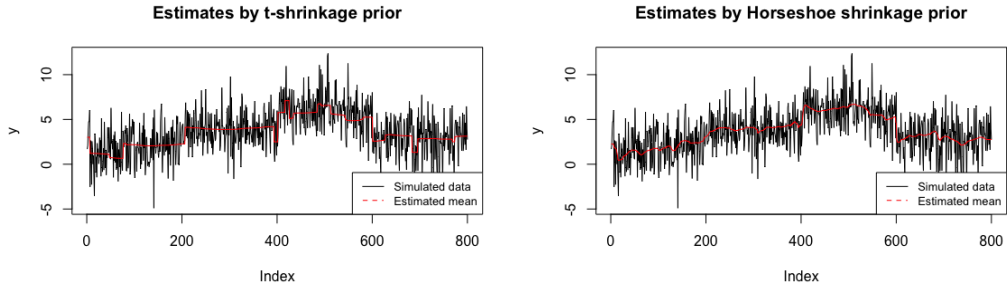 Estimates by t-shrinkage prior
y
10
5
0
-5
Simulated data
Estimated mean
0 200 400 600 800
Index
Estimates by Horseshoe shrinkage prior
y
10
5
0
-5
Simulated data
Estimated mean
0 200 400 600 800
Index